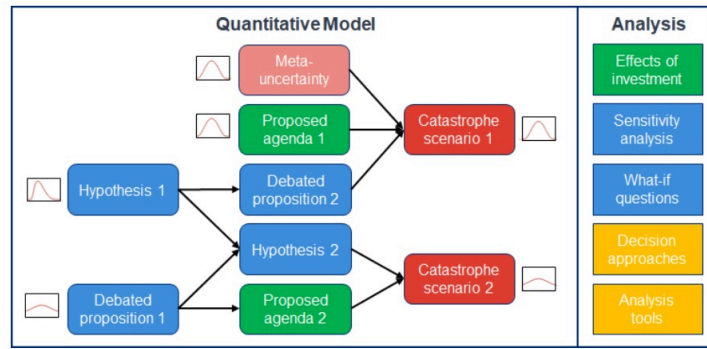 Quantitative Model
Meta-
uncertainty
Proposed
agenda 1
Catastrophe
scenario 1
Hypothesis 1
Debated
proposition 2
Hypothesis 2
Debated
proposition 1
Proposed
agenda 2
Catastrophe
scenario 2
Analysis
Effects of
investment
Sensitivity
analysis
What-if
questions
Decision
approaches
Analysis
tools